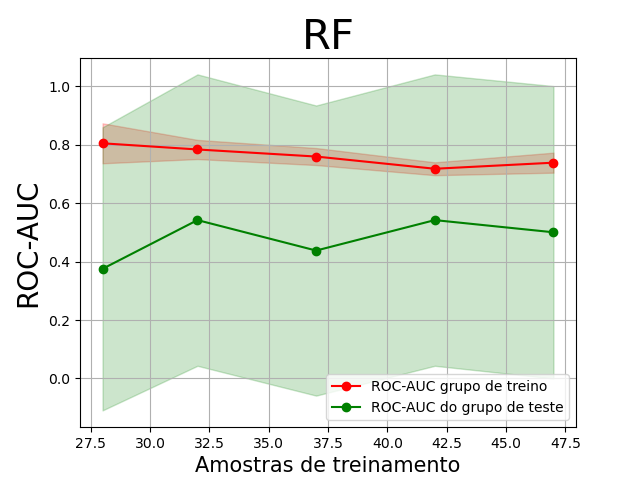 RF
ROC-AUC
1.0
0.8
0.6
0.4
0.2
0.0
ROC-AUC grupo de treino
ROC-AUC do grupo de teste
27.5 30.0 32.5 35.0 37.5 40.0 42.5 45.0 47.5
Amostras de treinamento